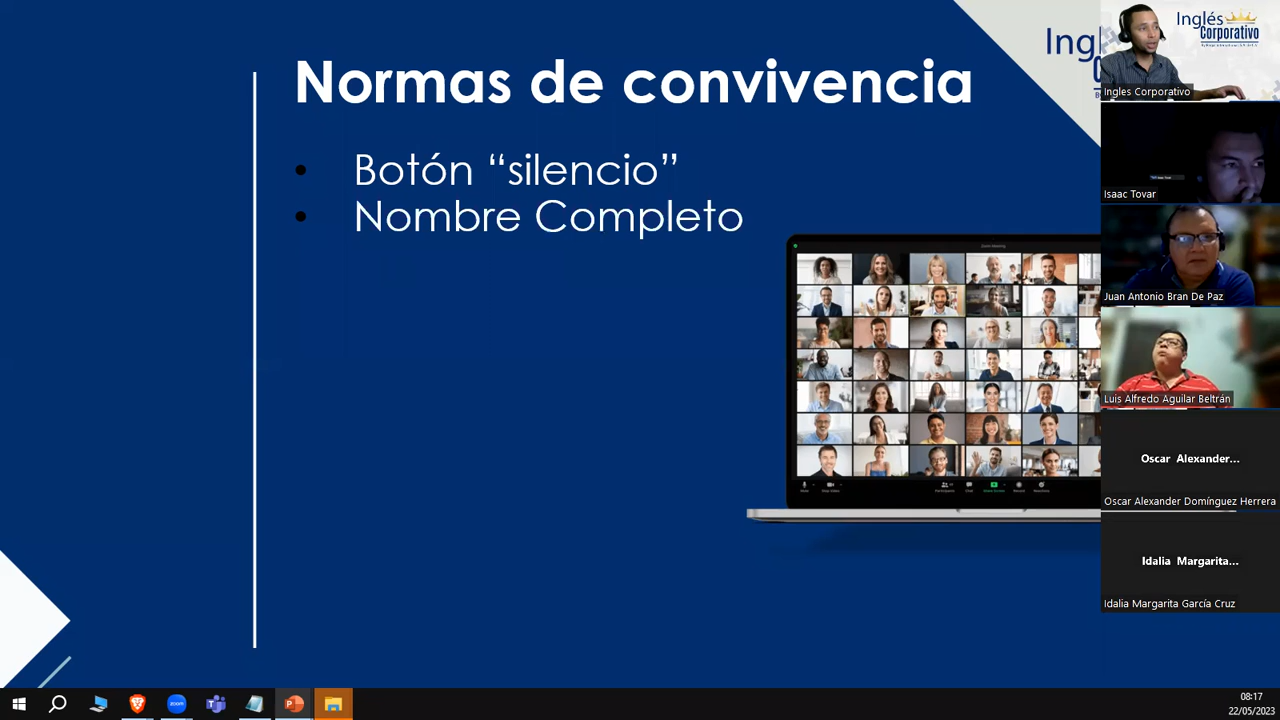 Normas de convivencia
Botón “silencio”
Nombre Completo
Ing
Inglés
Corporativo
Ingles Corporativo
Isaac Tovar
Juan Antonio Bran De Paz
Luis Alfredo Aguilar Beltrán
Oscar Alexander...
Oscar Alexander Domínguez Herrera
Idalia Margarita...
Idalia Margarita García Cruz
zoom
08:17
22/05/2023